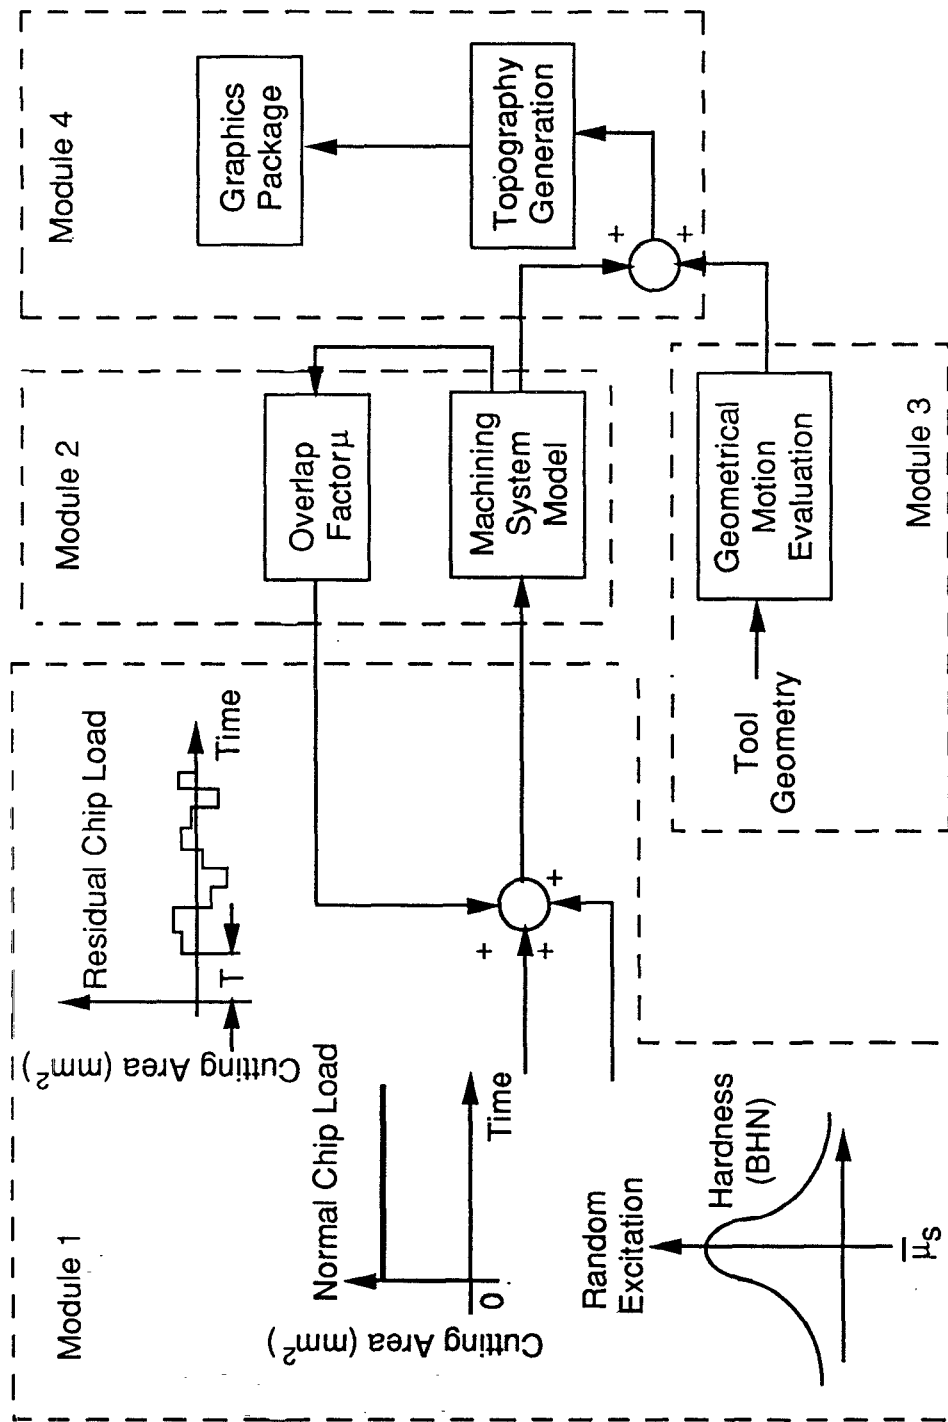 Module 1
Residual Chip Load
Cutting Area (mm²)
T
Time
Normal Chip Load
Cutting Area (mm²)
0
Time
Random
Excitation
Hardness
(BHN)
μ̅s
+
+
+
+
Module 2
Overlap
Factor μ
Machining
System
Model
Module 3
Tool
Geometry
Geometrical
Motion
Evaluation
Module 4
+
+
Topography
Generation
Graphics
Package